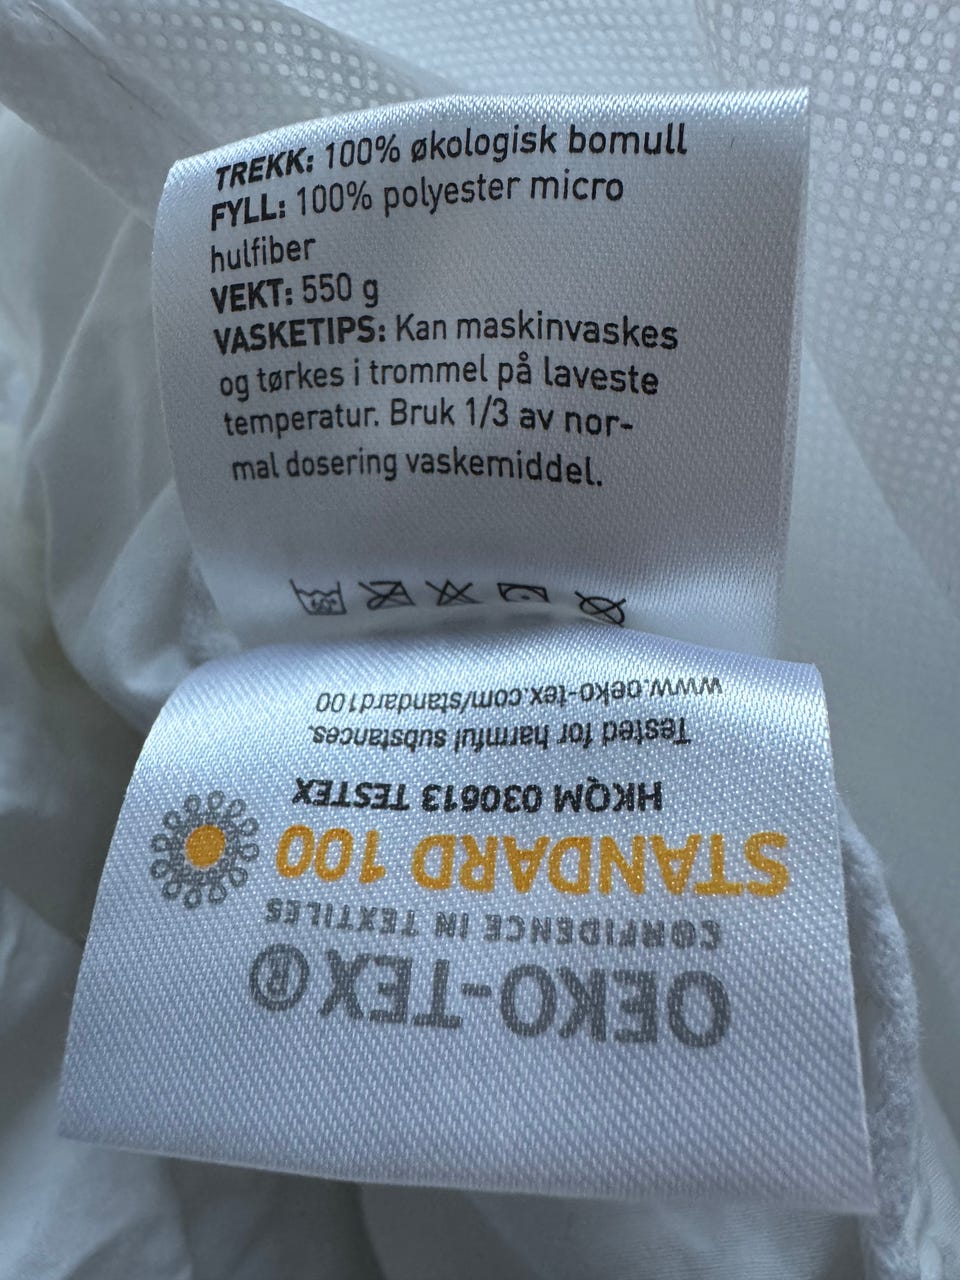 TREKK: 100% økologisk bomull
FYLL: 100% polyester micro
hulfiber
VEKT: 550 g
VASKETIPS: Kan maskinvaskes
og tørkes i trommel på laveste
temperatur. Bruk 1/3 av nor-
mal dosering vaskemiddel.
60°
OEKO-TEX®
CONFIDENCE IN TEXTILES
STANDARD 100
HKQM 030613 TESTEX
Tested for harmful substances.
www.oeko-tex.com/standard100